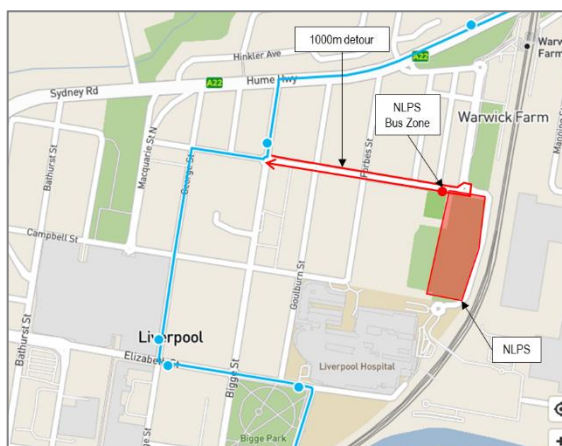 1000m detour
Hinkler Ave
A22
Warw
Farm
A22
Hume Hwy
Sydney Rd
NLPS
Bus Zone
Warwick Farm
Macquarie St N
Bathurst St
George St
Forbes St
Campbell St
Goulburn St
Liverpool
Liverpool Hospital
NLPS
Elizabeth St
Bigge St
Bathurst St
Bigge Park